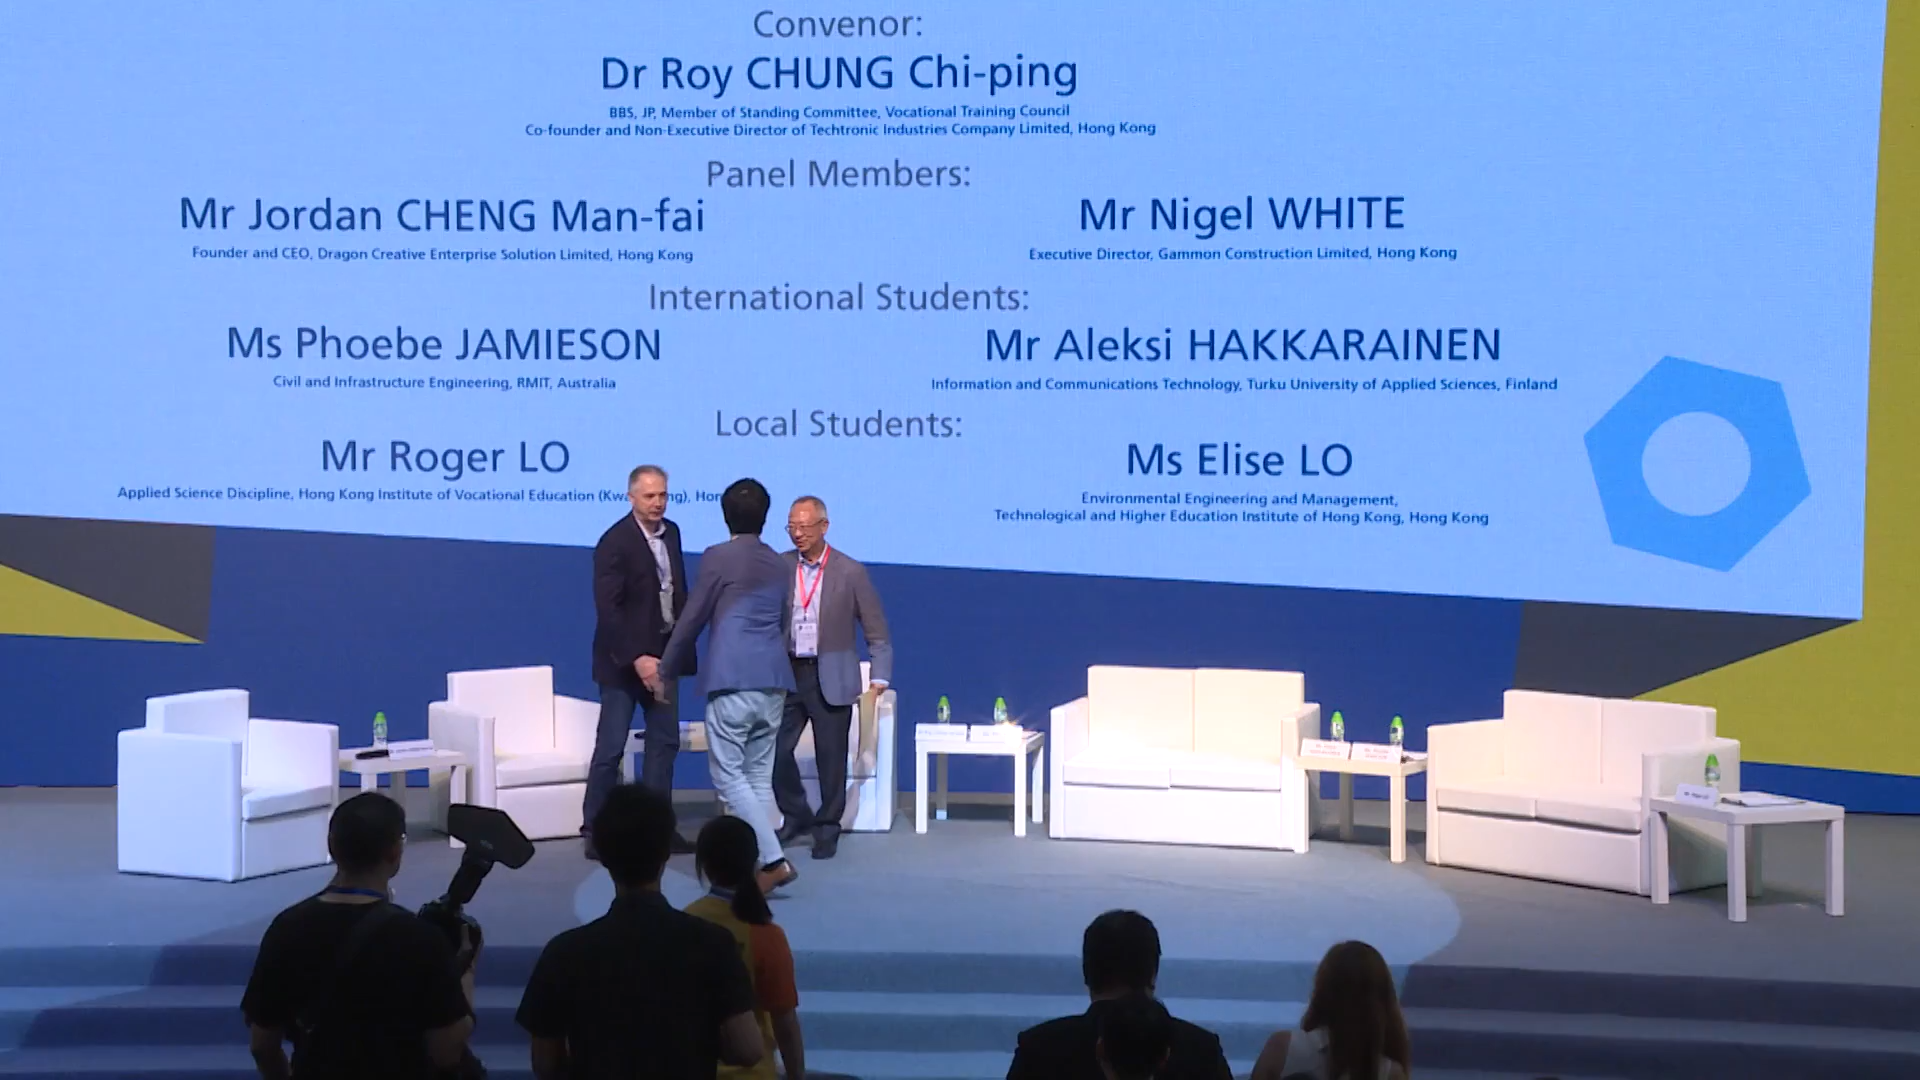 Convenor:
Dr Roy CHUNG Chi-ping
BBS, JP, Member of Standing Committee, Vocational Training Council
Co-founder and Non-Executive Director of Techtronic Industries Company Limited, Hong Kong
Panel Members:
Mr Jordan CHENG Man-fai
Founder and CEO, Dragon Creative Enterprise Solution Limited, Hong Kong
Mr Nigel WHITE
Executive Director, Gammon Construction Limited, Hong Kong
International Students:
Ms Phoebe JAMIESON
Civil and Infrastructure Engineering, RMIT, Australia
Mr Aleksi HAKKARAINEN
Information and Communications Technology, Turku University of Applied Sciences, Finland
Local Students:
Mr Roger LO
Applied Science Discipline, Hong Kong Institute of Vocational Education
Ms Elise LO
Environmental Engineering and Management,
Technological and Higher Education Institute of Hong Kong, Hong Kong